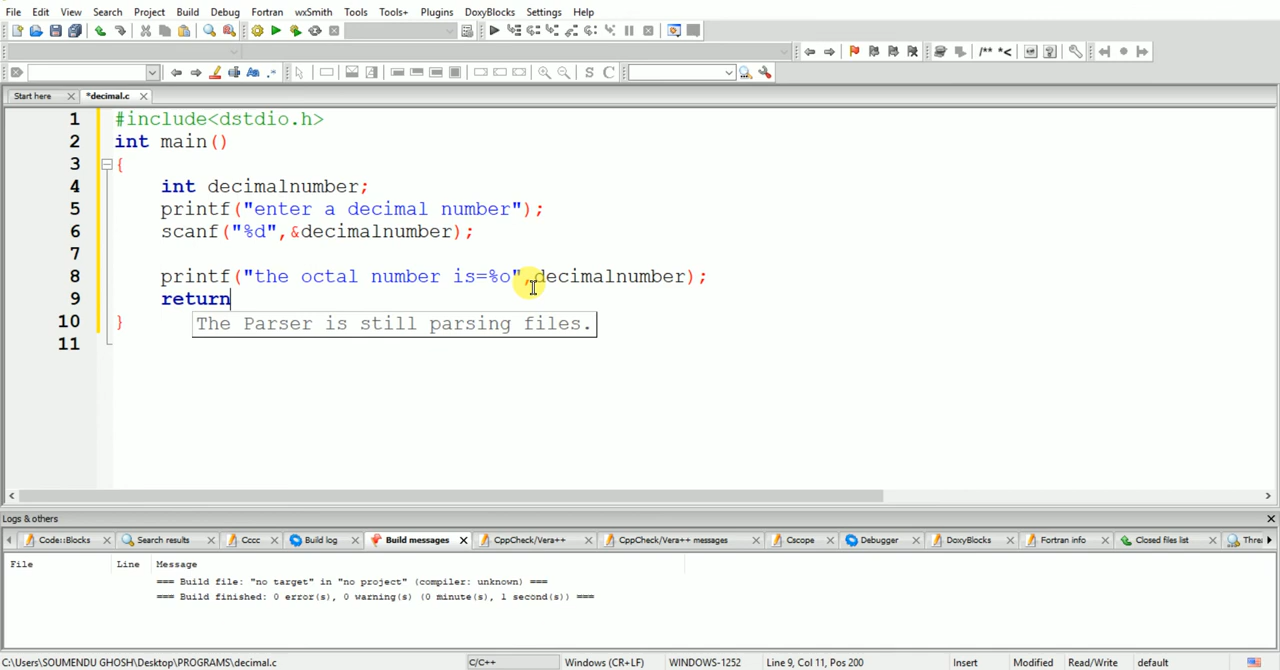 File Edit View Search Project Build Debug Fortran wxSmith Tools Tools+ Plugins DoxyBlocks Settings Help
/** *<
S C
Start here *decimal.c
1 #include<dstdio.h>
2 int main()
3 {
4 int decimalnumber;
5 printf("enter a decimal number");
6 scanf("%d",&decimalnumber);
7
8 printf("the octal number is=%o",decimalnumber);
9 return
The Parser is still parsing files.
10 }
11
Logs & others
Code::Blocks Search results Cccc Build log Build messages CppCheck/Vera++ CppCheck/Vera++ messages Cscope Debugger DoxyBlocks Fortran info Closed files list Thre
File Line Message
=== Build file: "no target" in "no project" (compiler: unknown) ===
=== Build finished: 0 error(s), 0 warning(s) (0 minute(s), 1 second(s)) ===
C:\Users\SOUMENDU GHOSH\Desktop\PROGRAMS\decimal.c C/C++ Windows (CR+LF) WINDOWS-1252 Line 9, Col 11, Pos 200 Insert Modified Read/Write default